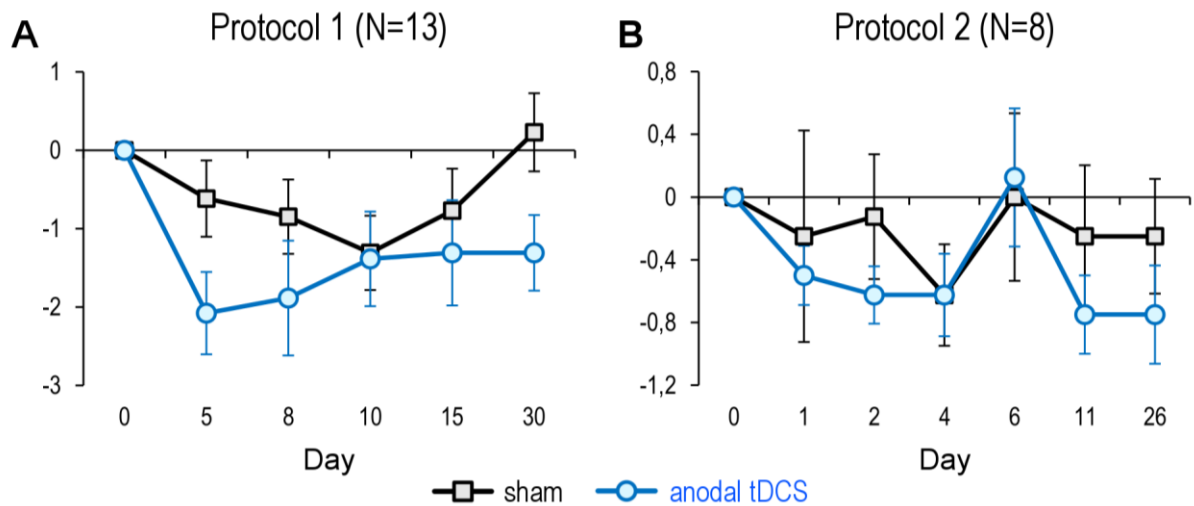 A
Protocol 1 (N=13)
1
0
-1
-2
-3
0 5 8 10 15 30
Day
B
Protocol 2 (N=8)
0,8
0,4
0
-0,4
-0,8
-1,2
0 1 2 4 6 11 26
Day
sham anodal tDCS